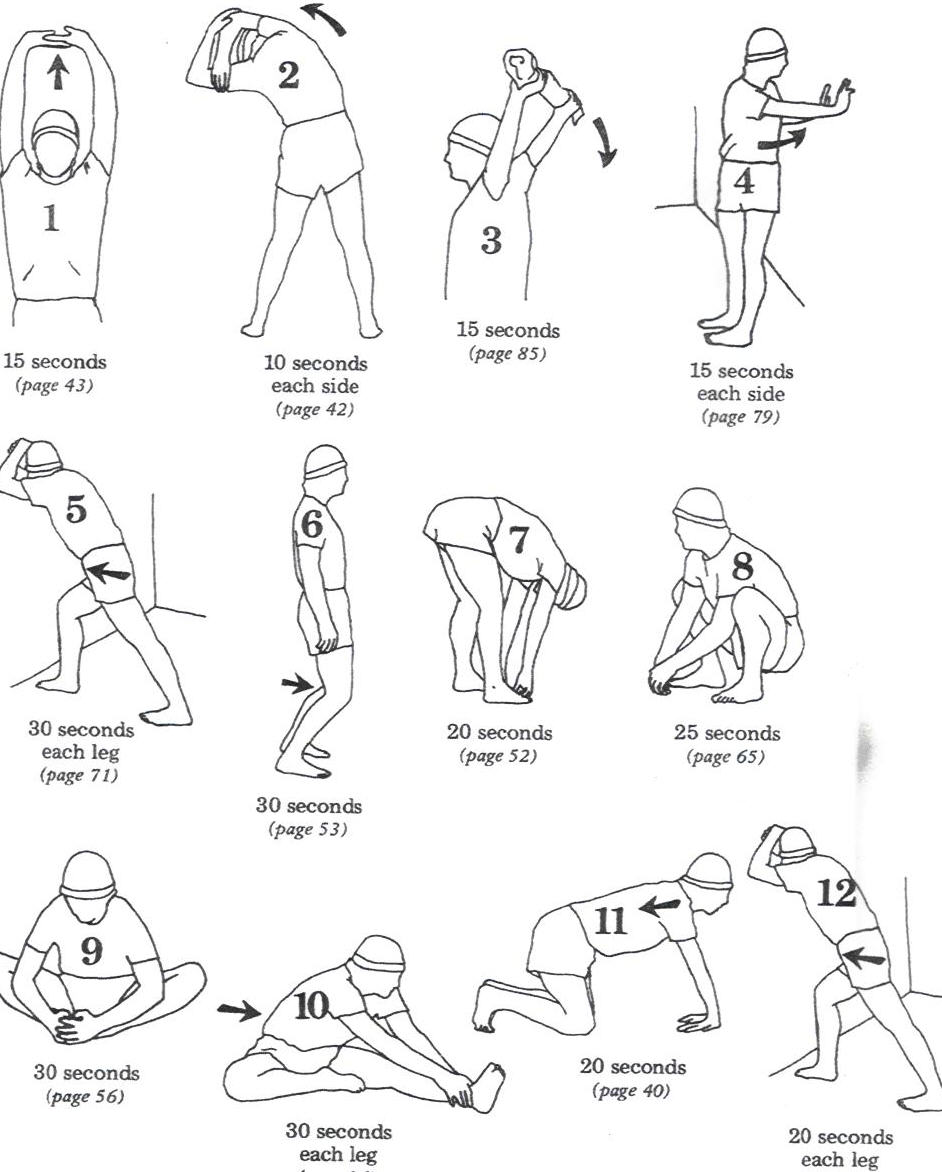 1
2
3
4
15 seconds
(page 43)
10 seconds
each side
(page 42)
15 seconds
(page 85)
15 seconds
each side
(page 79)
5
6
7
8
30 seconds
each leg
(page 71)
30 seconds
(page 53)
20 seconds
(page 52)
25 seconds
(page 65)
9
10
11
12
30 seconds
(page 56)
30 seconds
each leg
20 seconds
(page 40)
20 seconds
each leg